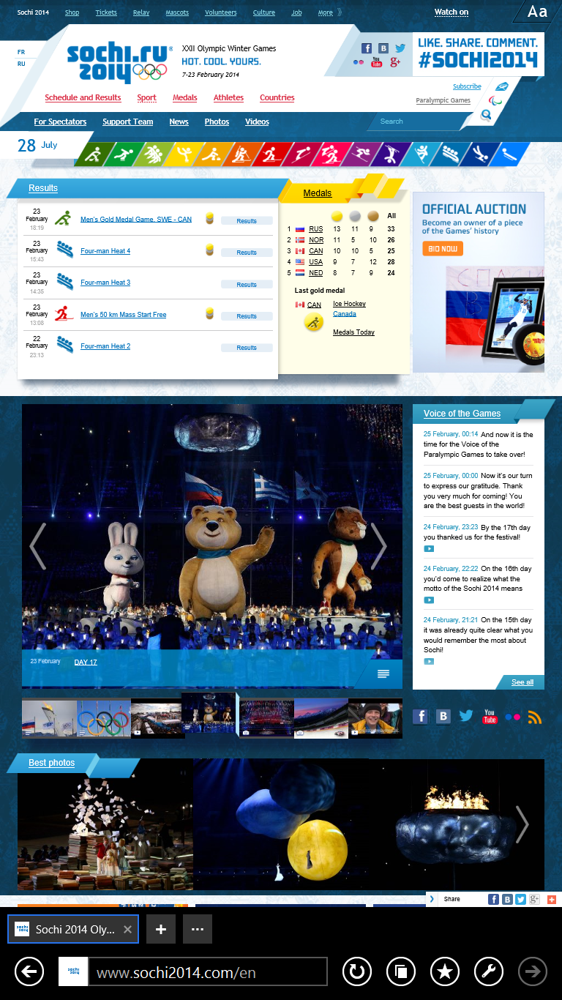 Sochi 2014 Shop Tickets Relay Mascots Volunteers Culture Job More Watch on Aa
FR
RU
sochi.ru
2014
XXII Olympic Winter Games
HOT. COOL. YOURS.
7-23 February 2014
LIKE. SHARE. COMMENT.
#SOCHI2014
You Tube
Subscribe
Paralympic Games
Schedule and Results Sport Medals Athletes Countries
For Spectators Support Team News Photos Videos Search
28 July
Results
23
February
18:19
Men's Gold Medal Game, SWE - CAN Results
23
February
15:43
Four-man Heat 4 Results
23
February
14:35
Four-man Heat 3 Results
23
February
13:08
Men's 50 km Mass Start Free Results
22
February
23:13
Four-man Heat 2 Results
Medals
All
1 RUS 13 11 9 33
2 NOR 11 5 10 26
3 CAN 10 10 5 25
4 USA 9 7 12 28
5 NED 8 7 9 24
Last gold medal
CAN Ice Hockey
Canada
Medals Today
OFFICIAL AUCTION
Become an owner of a piece
of the Games' history
BID NOW
23 February DAY 17
Voice of the Games
25 February, 00:14 And now it is the
time for the Voice of the
Paralympic Games to take over!
25 February, 00:00 Now it's our turn
to express our gratitude. Thank
you very much for coming! You
are the best guests in the world!
24 February, 23:23 By the 17th day
you thanked us for the festival!
24 February, 22:22 On the 16th day
you'd come to realize what the
motto of the Sochi 2014 means
24 February, 21:21 On the 15th day
it was already quite clear what you
would remember the most about
Sochi!
See all
You Tube
Best photos
Share
Sochi 2014 Oly...
www.sochi2014.com/en